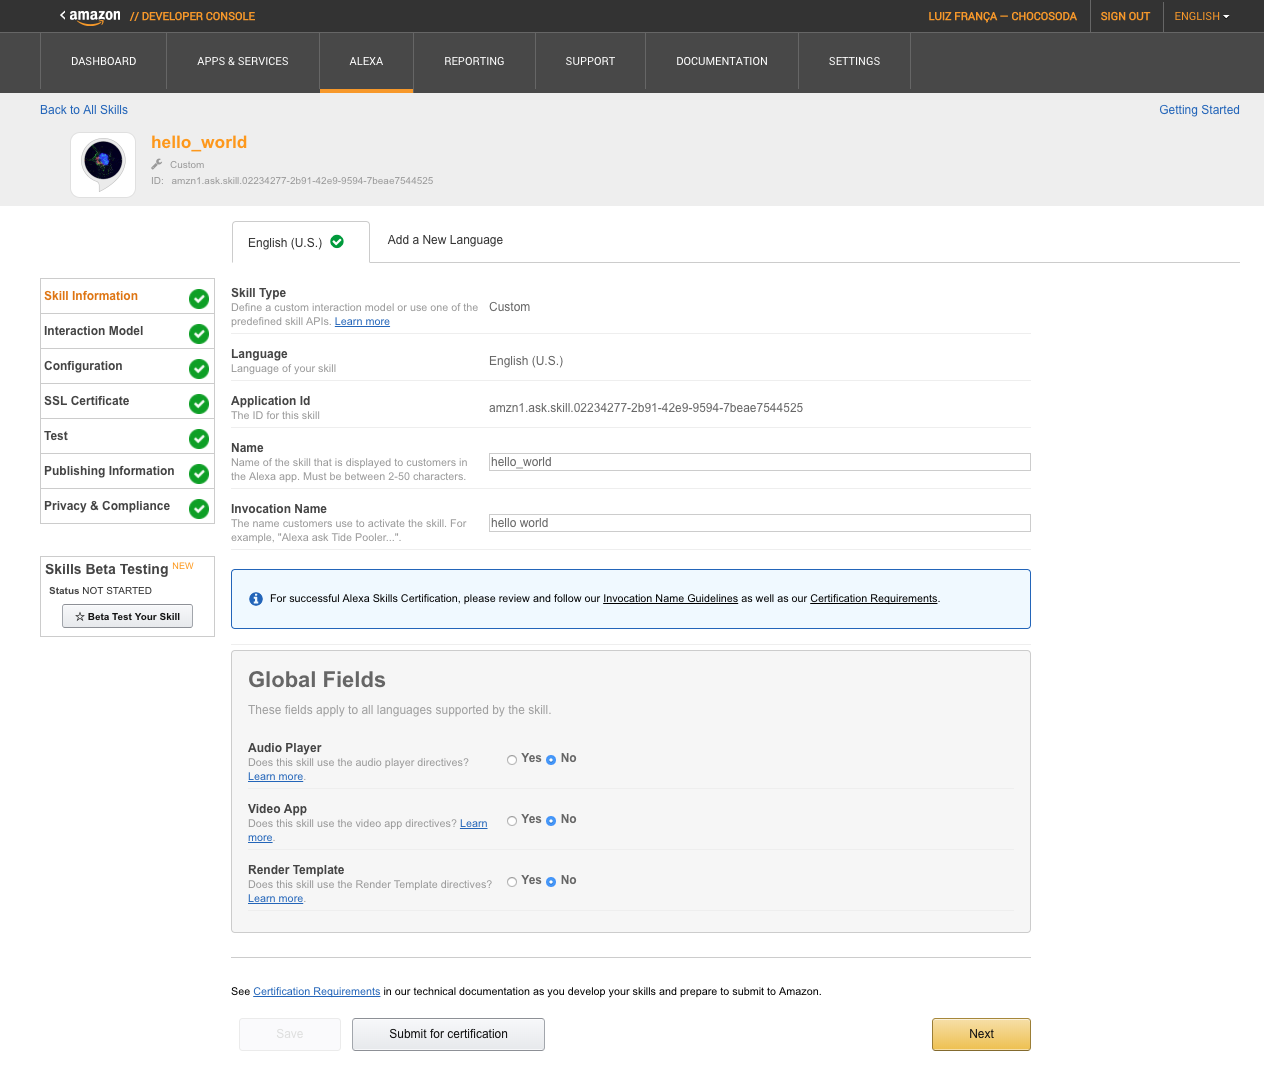 < amazon // DEVELOPER CONSOLE
LUIZ FRANÇA — CHOCOSODA
SIGN OUT
ENGLISH
DASHBOARD
APPS & SERVICES
ALEXA
REPORTING
SUPPORT
DOCUMENTATION
SETTINGS
Back to All Skills
Getting Started
hello_world
Custom
ID: amzn1.ask.skill.02234277-2b91-42e9-9594-7beae7544525
English (U.S.)
Add a New Language
Skill Information
Interaction Model
Configuration
SSL Certificate
Test
Publishing Information
Privacy & Compliance
Skills Beta Testing NEW
Status NOT STARTED
☆ Beta Test Your Skill
Skill Type
Define a custom interaction model or use one of the
predefined skill APIs. Learn more
Custom
Language
Language of your skill
English (U.S.)
Application Id
The ID for this skill
amzn1.ask.skill.02234277-2b91-42e9-9594-7beae7544525
Name
Name of the skill that is displayed to customers in
the Alexa app. Must be between 2-50 characters.
hello_world
Invocation Name
The name customers use to activate the skill. For
example, "Alexa ask Tide Pooler...".
hello world
For successful Alexa Skills Certification, please review and follow our Invocation Name Guidelines as well as our Certification Requirements.
Global Fields
These fields apply to all languages supported by the skill.
Audio Player
Does this skill use the audio player directives?
Learn more.
Yes No
Video App
Does this skill use the video app directives? Learn
more.
Yes No
Render Template
Does this skill use the Render Template directives?
Learn more.
Yes No
See Certification Requirements in our technical documentation as you develop your skills and prepare to submit to Amazon.
Save
Submit for certification
Next